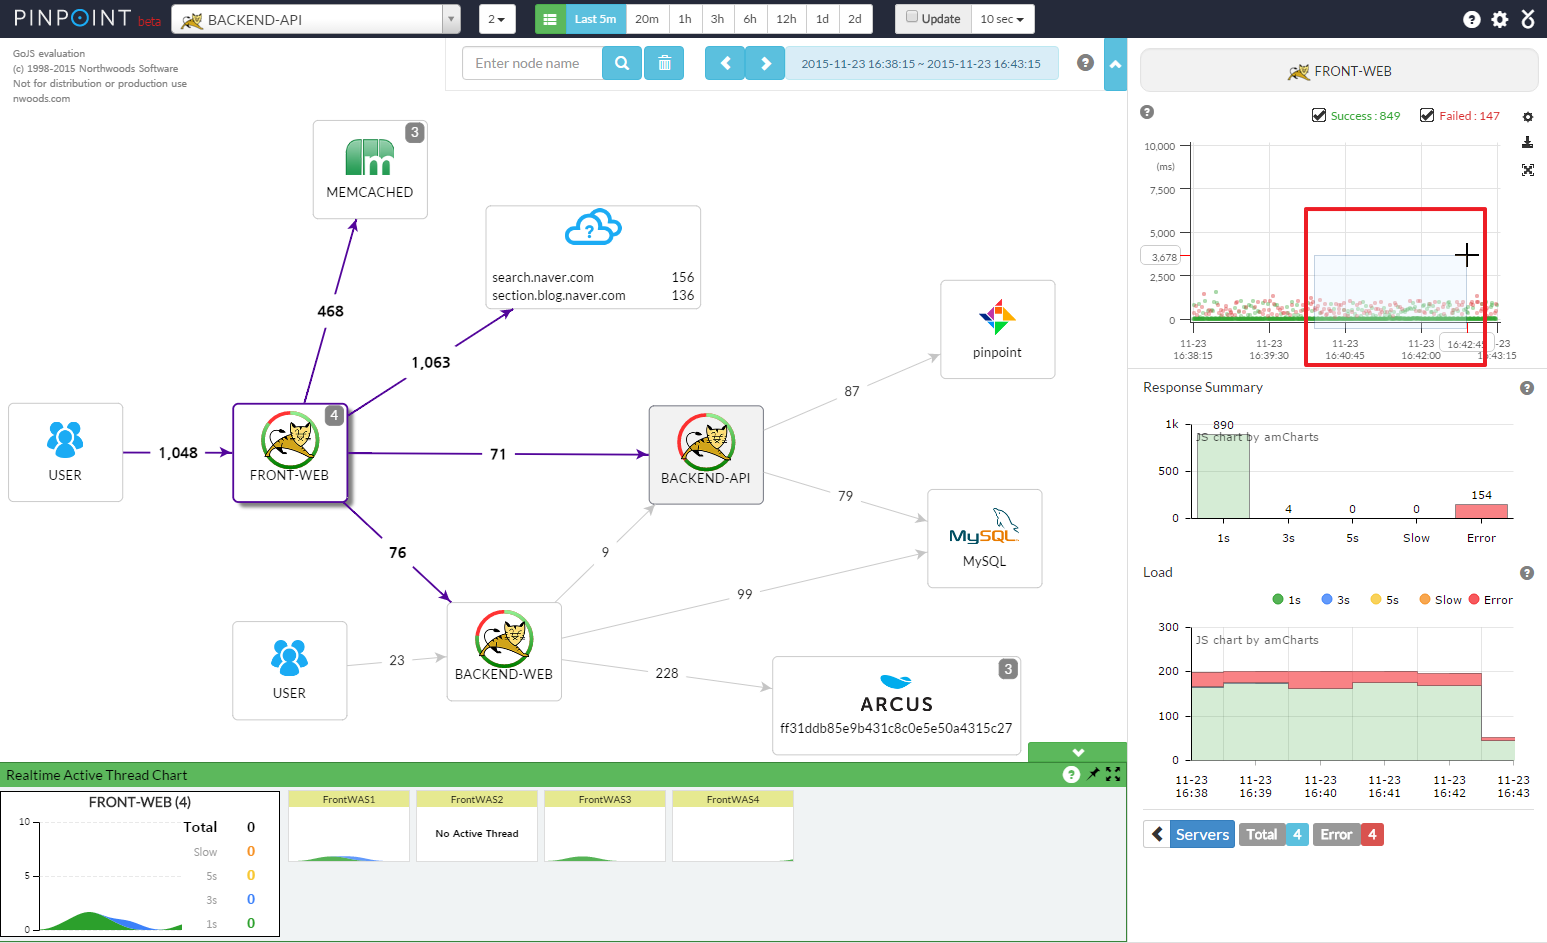 PINPOINT beta
BACKEND-API
2
Last 5m 20m 1h 3h 6h 12h 1d 2d
Update 10 sec
GoJS evaluation
(c) 1998-2015 Northwoods Software
Not for distribution or production use
nwoods.com
Enter node name
2015-11-23 16:38:15 ~ 2015-11-23 16:43:15
3
MEMCACHED
468
?
search.naver.com 156
section.blog.naver.com 136
1,063
pinpoint
87
USER
1,048
4
FRONT-WEB
71
BACKEND-API
79
MySQL
MySQL
76
9
99
USER
23
BACKEND-WEB
228
3
ARCUS
ff31ddb85e9b431c8c0e5e50a4315c27
Realtime Active Thread Chart
FRONT-WEB (4)
10
5
0
Total 0
Slow 0
5s 0
3s 0
1s 0
FrontWAS1
FrontWAS2
No Active Thread
FrontWAS3
FrontWAS4
FRONT-WEB
Success : 849 Failed : 147
10,000
(ms)
7,500
5,000
3,678
2,500
0
11-23 11-23 11-23 11-23 16:42:45 -23
16:38:15 16:39:30 16:40:45 16:42:00 16:43:15
Response Summary
1k
500
0
JS chart by amCharts
890 4 0 0 154
1s 3s 5s Slow Error
Load
1s 3s 5s Slow Error
300
200
100
0
JS chart by amCharts
11-23 11-23 11-23 11-23 11-23 11-23
16:38 16:39 16:40 16:41 16:42 16:43
Servers Total 4 Error 4